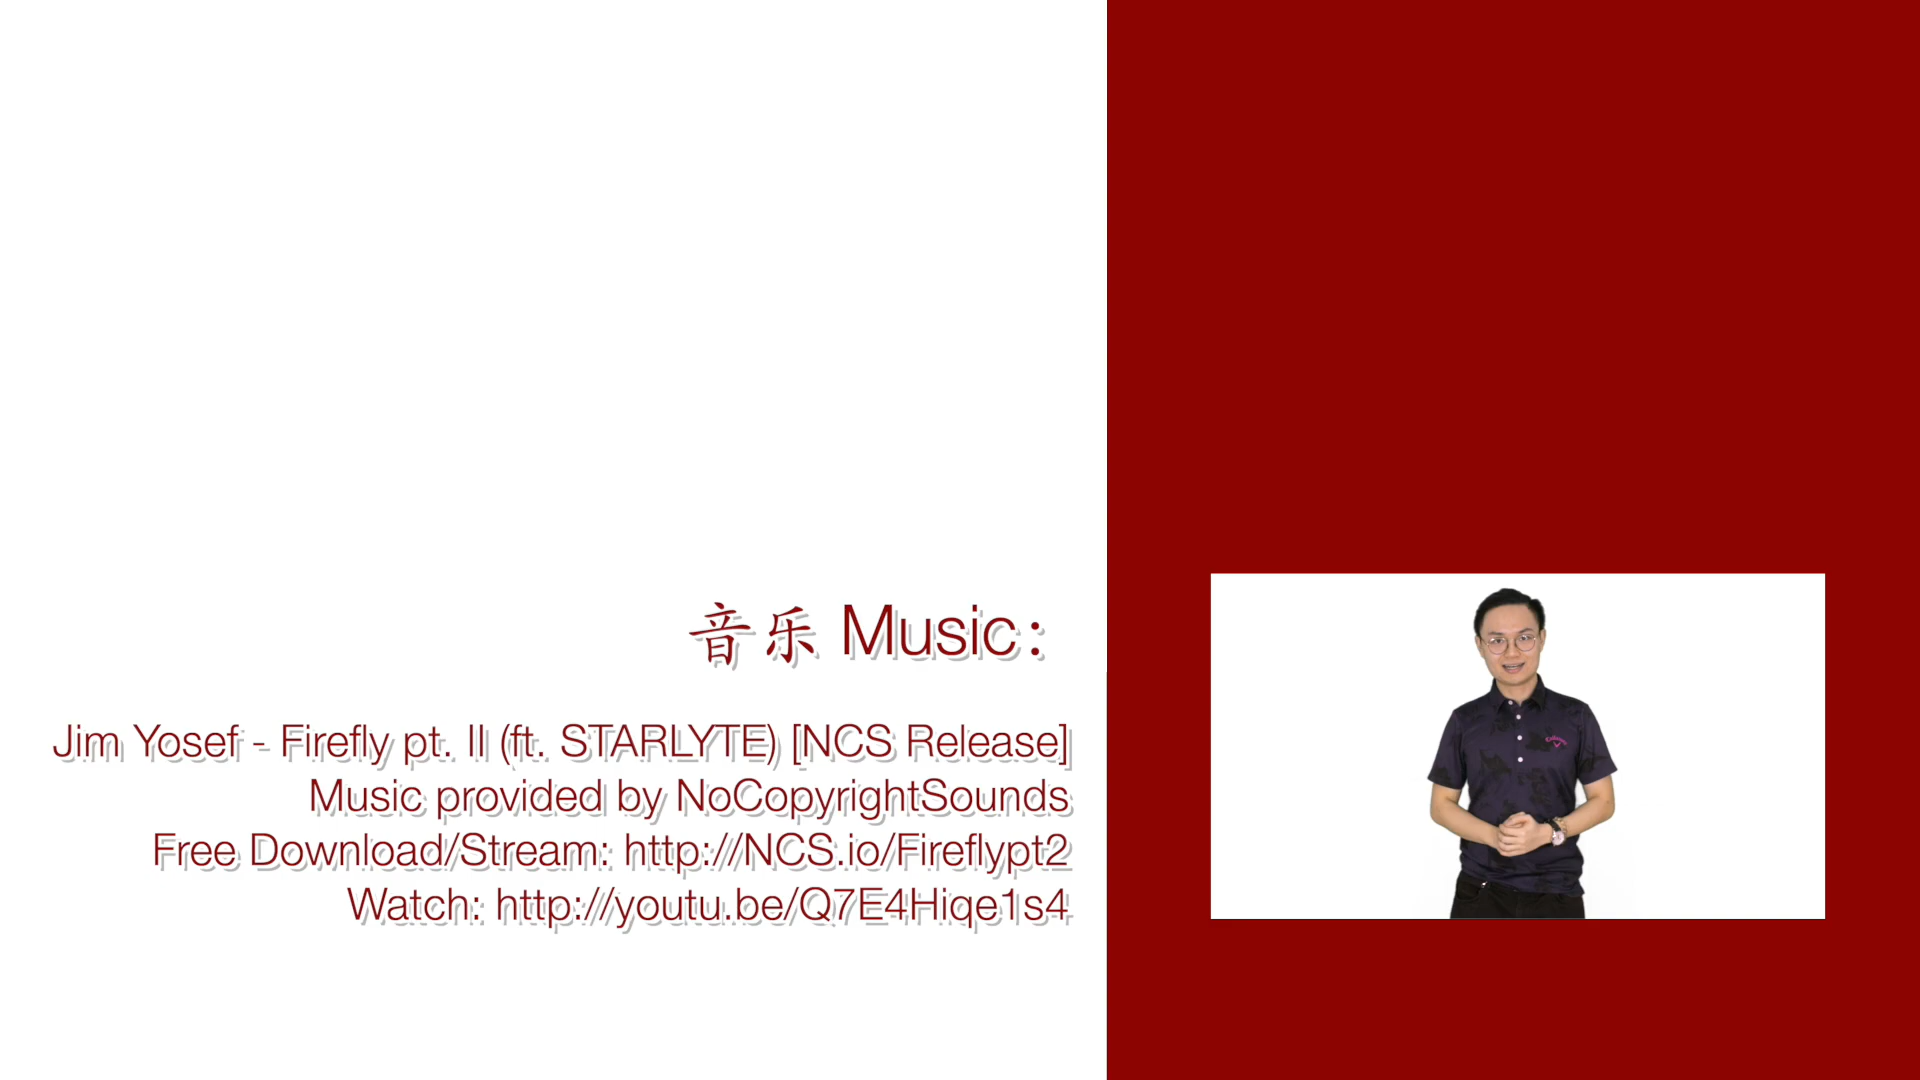 音乐 Music:
Jim Yosef - Firefly pt. II (ft. STARLYTE) [NCS Release]
Music provided by NoCopyrightSounds
Free Download/Stream: http://NCS.io/Fireflypt2
Watch: http://youtu.be/Q7E4Hiqe1s4
Callaway